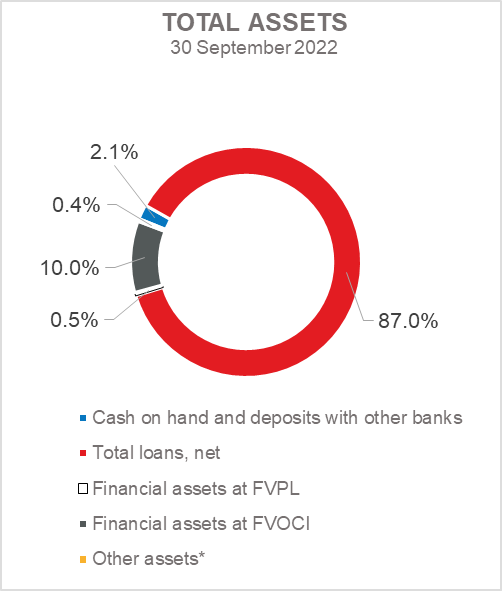 TOTAL ASSETS
30 September 2022
2.1%
0.4%
10.0%
0.5%
87.0%
Cash on hand and deposits with other banks
Total loans, net
Financial assets at FVPL
Financial assets at FVOCI
Other assets*